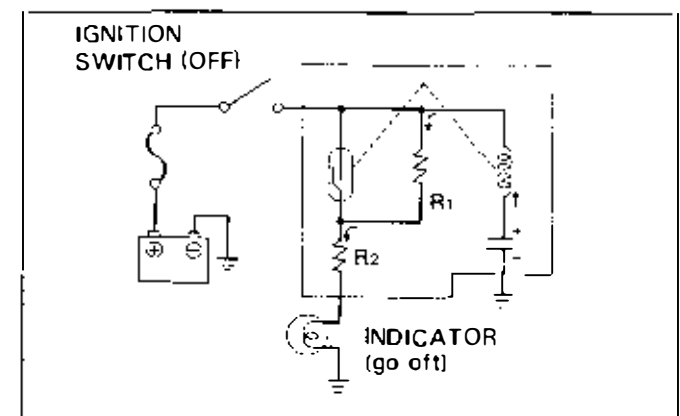 IGNITION
SWITCH (OFF)
R1
R2
+
-
⊕ ⊖
INDICATOR
(go oft)